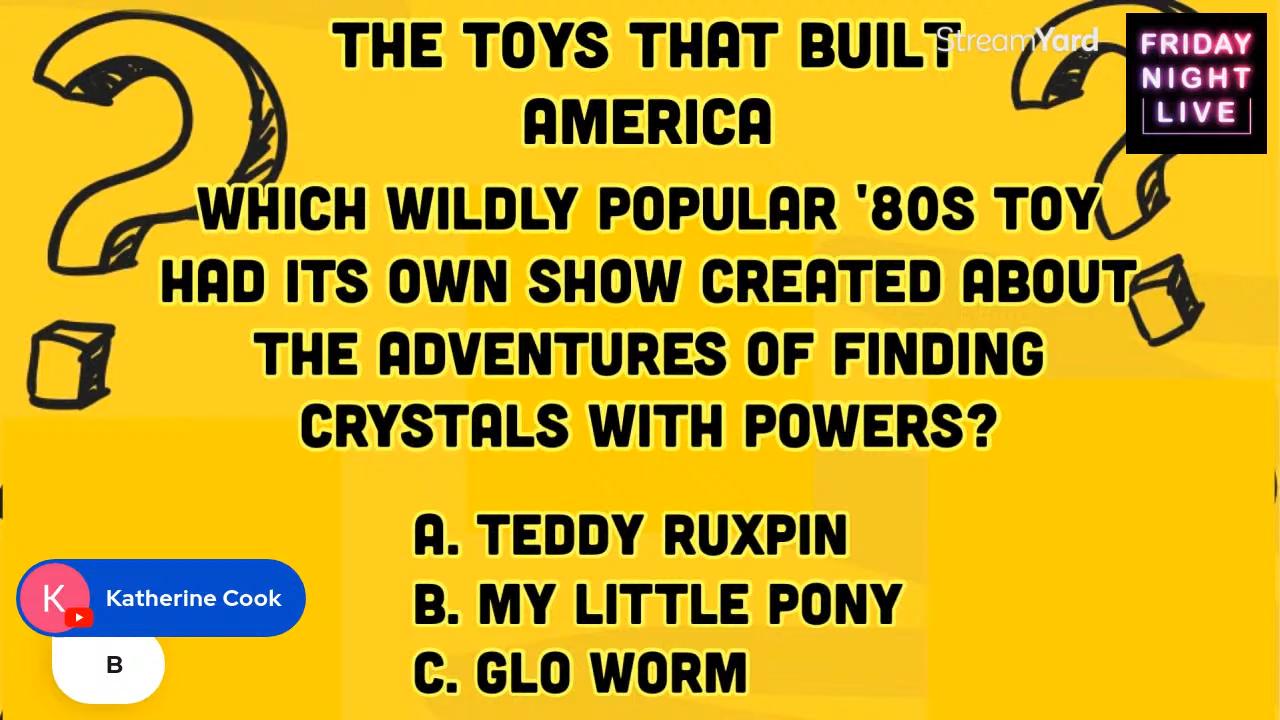 THE TOYS THAT BUILT
AMERICA
StreamYard
FRIDAY
NIGHT
LIVE
WHICH WILDLY POPULAR '80S TOY
HAD ITS OWN SHOW CREATED ABOUT
THE ADVENTURES OF FINDING
CRYSTALS WITH POWERS?
A. TEDDY RUXPIN
B. MY LITTLE PONY
C. GLO WORM
K
Katherine Cook
B